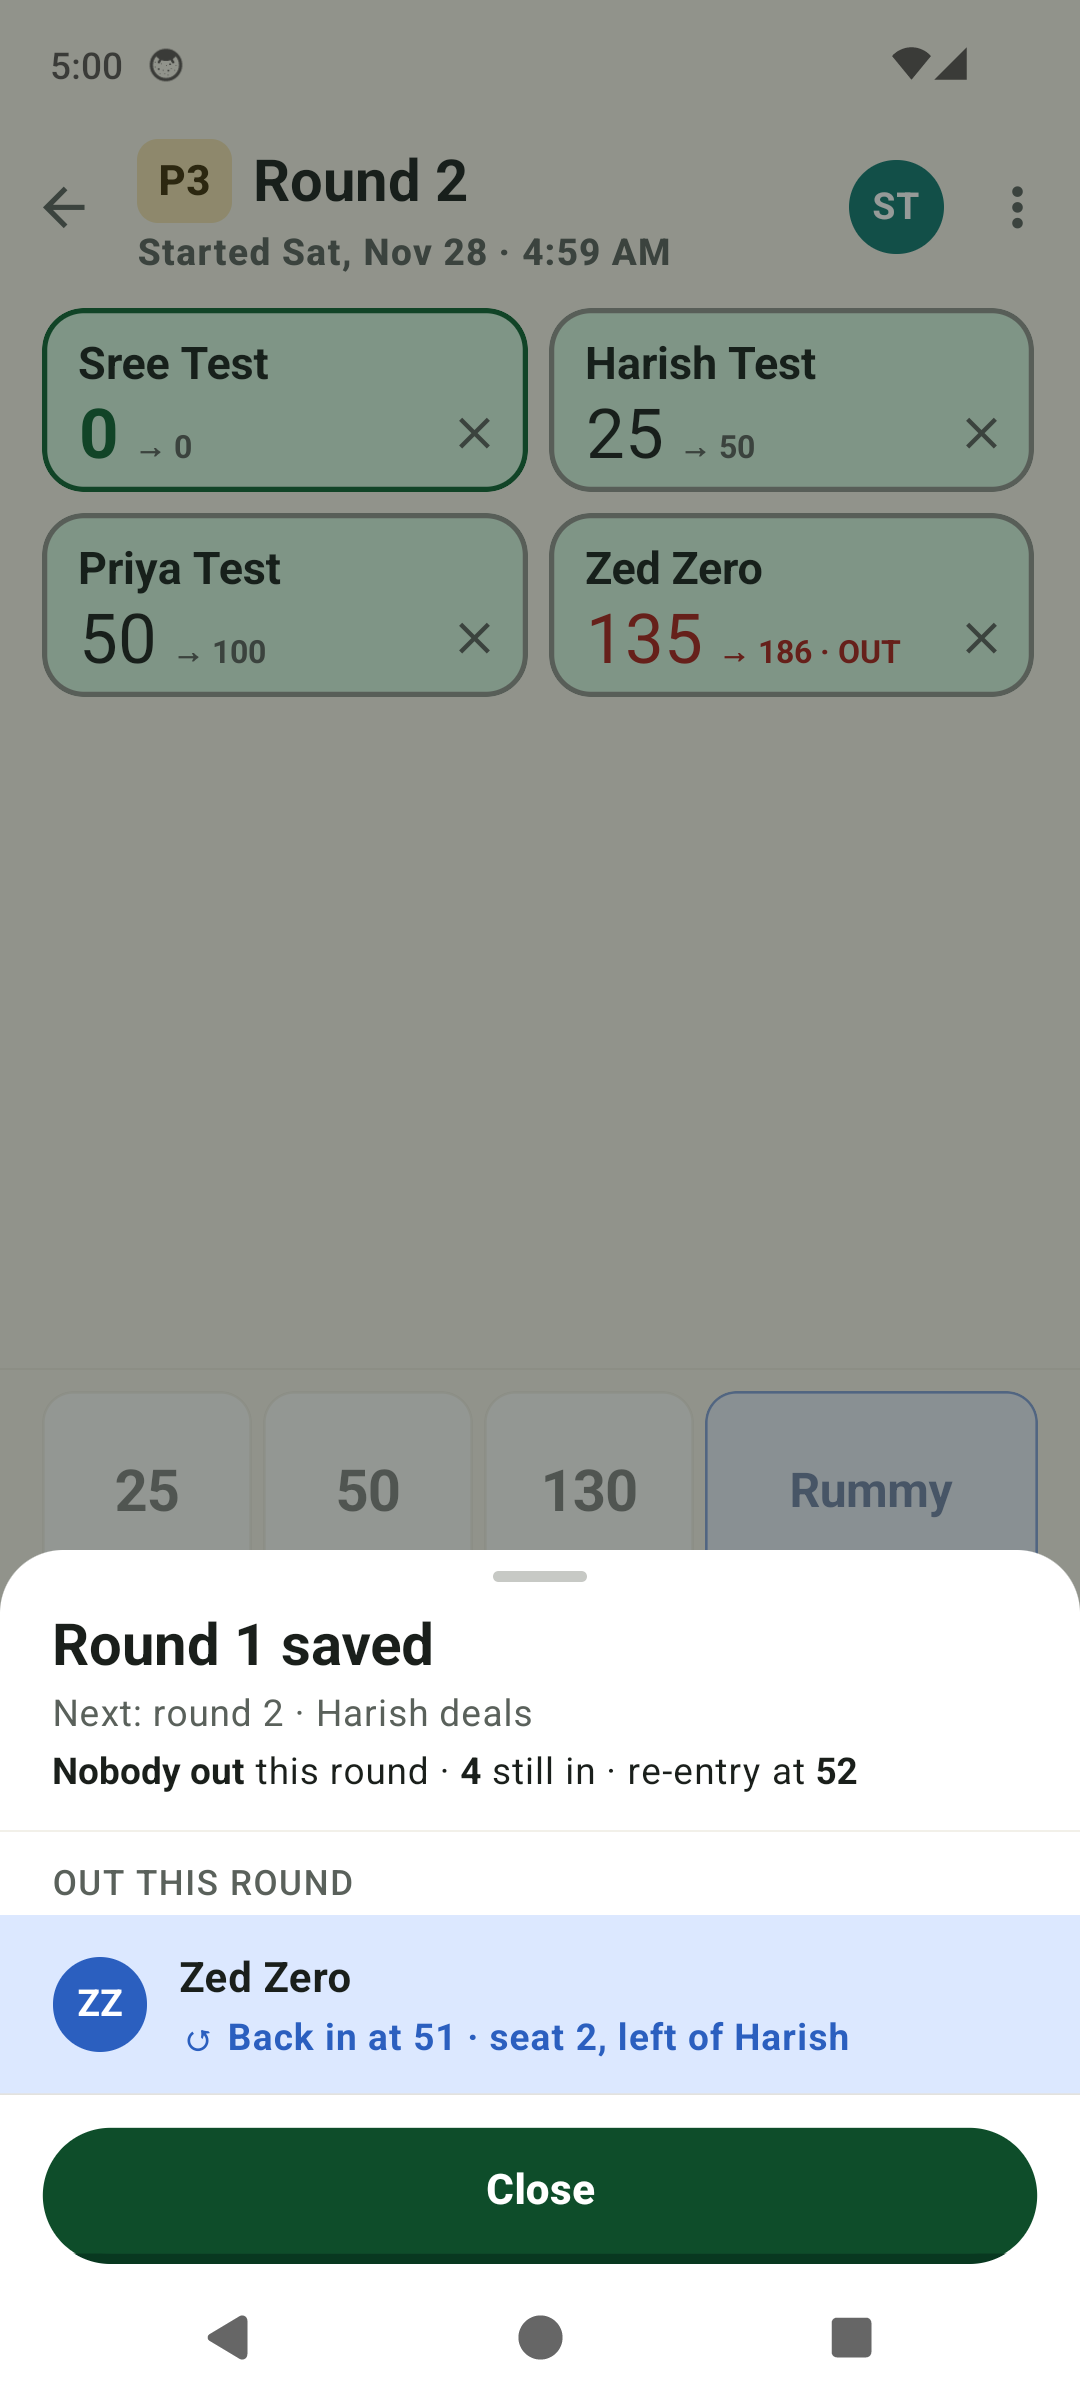 5:00
P3 Round 2
Started Sat, Nov 28 · 4:59 AM
ST
Sree Test
0 → 0
Harish Test
25 → 50
Priya Test
50 → 100
Zed Zero
135 → 186 · OUT
25 50 130 Rummy
Round 1 saved
Next: round 2 · Harish deals
Nobody out this round · 4 still in · re-entry at 52
OUT THIS ROUND
ZZ
Zed Zero
↺ Back in at 51 · seat 2, left of Harish
Close